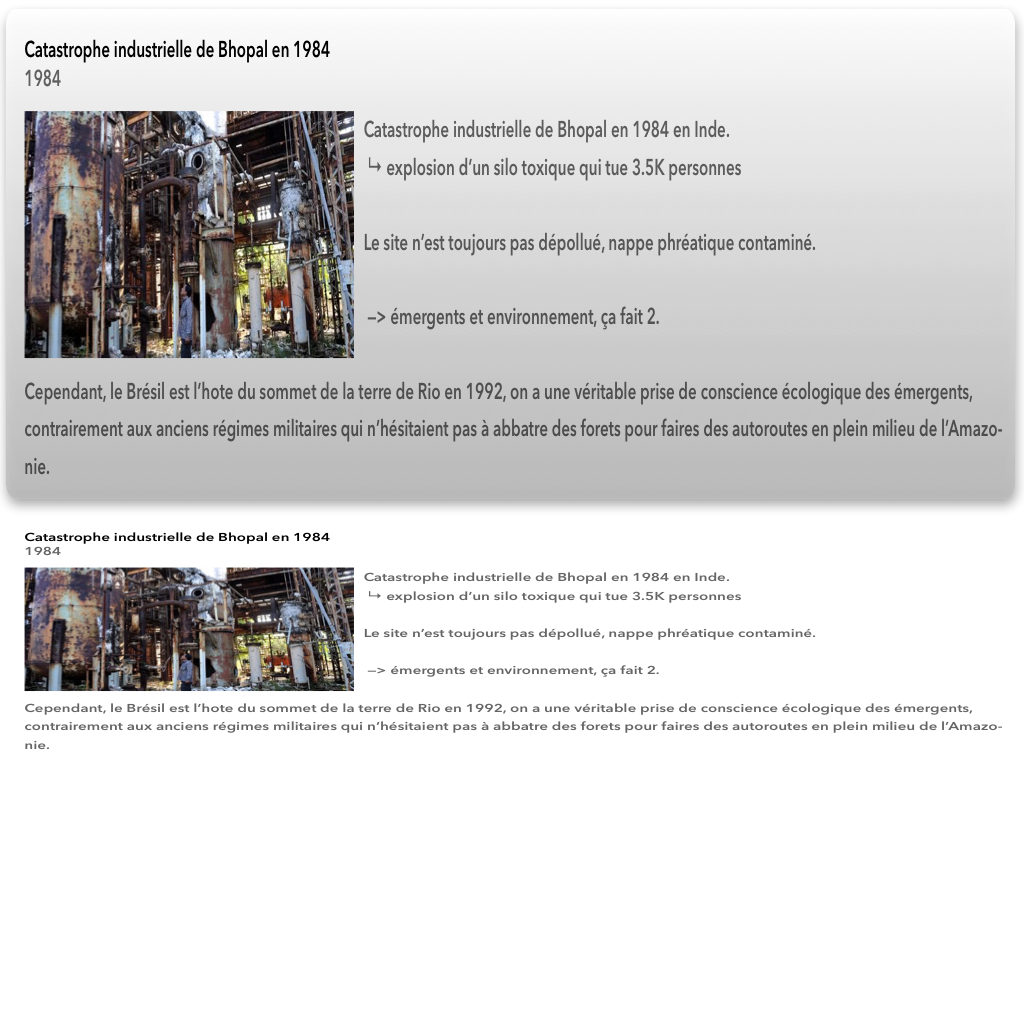 Catastrophe industrielle de Bhopal en 1984
1984
Catastrophe industrielle de Bhopal en 1984 en Inde.
↳ explosion d’un silo toxique qui tue 3.5K personnes
Le site n’est toujours pas dépollué, nappe phréatique contaminé.
—> émergents et environnement, ça fait 2.
Cependant, le Brésil est l’hote du sommet de la terre de Rio en 1992, on a une véritable prise de conscience écologique des émergents,
contrairement aux anciens régimes militaires qui n’hésitaient pas à abbatre des forets pour faires des autoroutes en plein milieu de l’Amazo-
nie.
Catastrophe industrielle de Bhopal en 1984
1984
Catastrophe industrielle de Bhopal en 1984 en Inde.
↳ explosion d’un silo toxique qui tue 3.5K personnes
Le site n’est toujours pas dépollué, nappe phréatique contaminé.
—> émergents et environnement, ça fait 2.
Cependant, le Brésil est l’hote du sommet de la terre de Rio en 1992, on a une véritable prise de conscience écologique des émergents,
contrairement aux anciens régimes militaires qui n’hésitaient pas à abbatre des forets pour faires des autoroutes en plein milieu de l’Amazo-
nie.